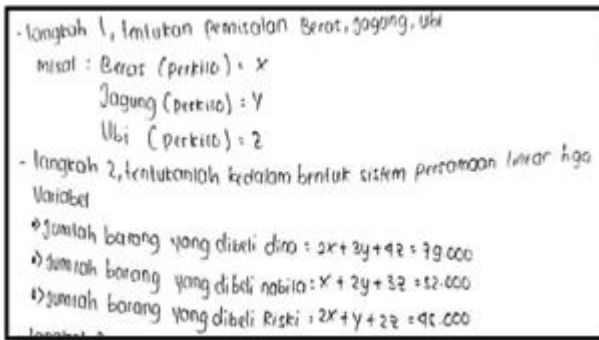 - langkah 1, tentukan pemisalan Beras, jagung, ubi
misal : Beras (perkilo) : x
Jagung (perkilo) : y
Ubi (perkilo) : z
- langkah 2, tentukanlah kedalam bentuk sistem persamaan linear tiga
Variabel
jumlah barang yang dibeli dina : 2x + 3y + 4z = 79.000
jumlah barang yang dibeli nabila : x + 2y + 3z = 52.000
jumlah barang yang dibeli Riski : 2x + y + 2z =